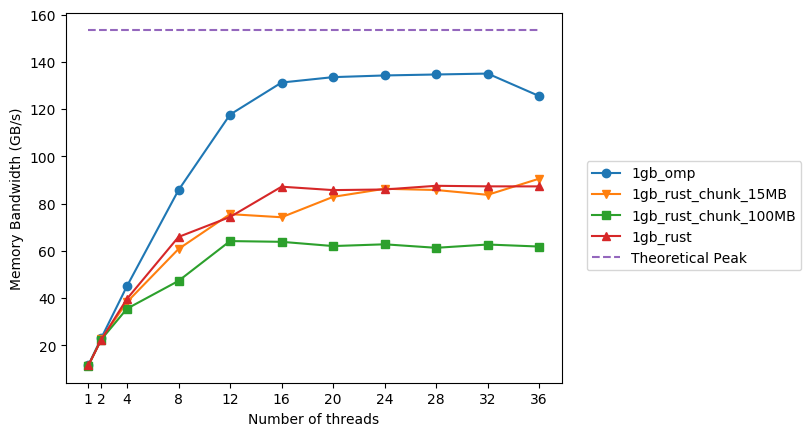 Memory Bandwidth (GB/s)
160
140
120
100
80
60
40
20
1 2 4 8 12 16 20 24 28 32 36
Number of threads
1gb_omp
1gb_rust_chunk_15MB
1gb_rust_chunk_100MB
1gb_rust
Theoretical Peak